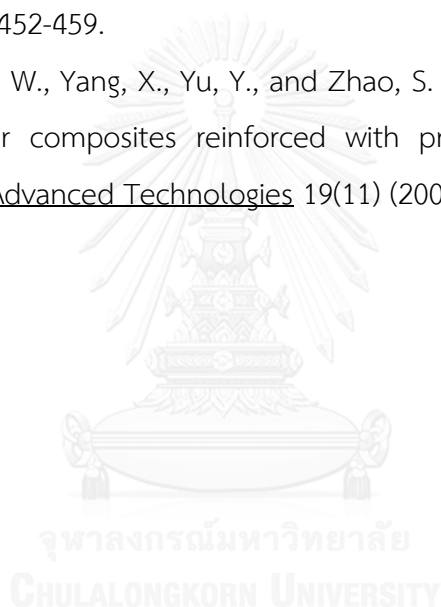 452-459.
W., Yang, X., Yu, Y., and Zhao, S.
r composites reinforced with pr
Advanced Technologies 19(11) (200
จุฬาลงกรณ์มหาวิทยาลัย
CHULALONGKORN UNIVERSITY